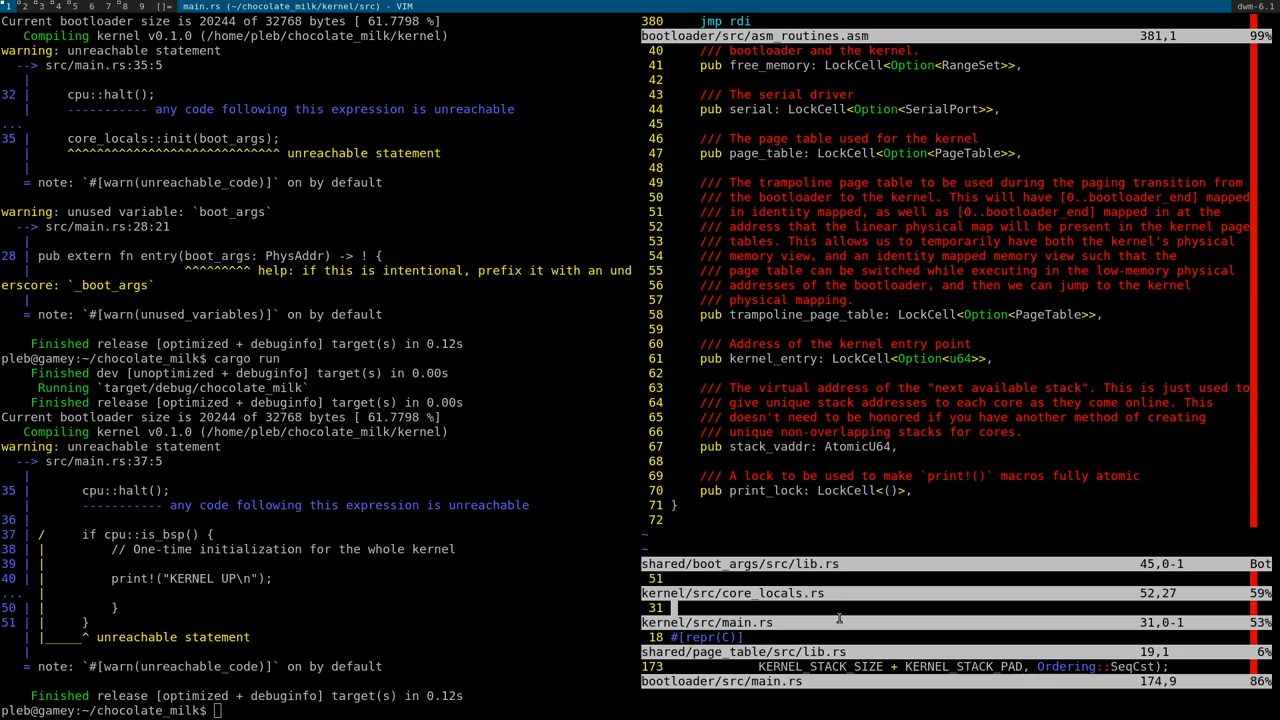 1 2 3 4 5 6 7 8 9 []= main.rs (~/chocolate_milk/kernel/src) - VIM dwm-6.1
Current bootloader size is 20244 of 32768 bytes [ 61.7798 %]
   Compiling kernel v0.1.0 (/home/pleb/chocolate_milk/kernel)
warning: unreachable statement
  --> src/main.rs:35:5
   |
32 |     cpu::halt();
   |     ----------- any code following this expression is unreachable
...
35 |     core_locals::init(boot_args);
   |     ^^^^^^^^^^^^^^^^^^^^^^^^^^^^^ unreachable statement
   |
   = note: `#[warn(unreachable_code)]` on by default
warning: unused variable: `boot_args`
  --> src/main.rs:28:21
   |
28 | pub extern fn entry(boot_args: PhysAddr) -> ! {
   |                     ^^^^^^^^^ help: if this is intentional, prefix it with an und
erscore: `_boot_args`
   |
   = note: `#[warn(unused_variables)]` on by default
    Finished release [optimized + debuginfo] target(s) in 0.12s
pleb@gamey:~/chocolate_milk$ cargo run
    Finished dev [unoptimized + debuginfo] target(s) in 0.00s
     Running `target/debug/chocolate_milk`
    Finished release [optimized + debuginfo] target(s) in 0.00s
Current bootloader size is 20244 of 32768 bytes [ 61.7798 %]
   Compiling kernel v0.1.0 (/home/pleb/chocolate_milk/kernel)
warning: unreachable statement
  --> src/main.rs:37:5
   |
35 |       cpu::halt();
   |       ----------- any code following this expression is unreachable
36 |
37 | /     if cpu::is_bsp() {
38 | |         // One-time initialization for the whole kernel
39 | |
40 | |         print!("KERNEL UP\n");
... |
50 | |         }
51 | |     }
   | |_____^ unreachable statement
   |
   = note: `#[warn(unreachable_code)]` on by default
    Finished release [optimized + debuginfo] target(s) in 0.12s
pleb@gamey:~/chocolate_milk$
380     jmp rdi
bootloader/src/asm_routines.asm 381,1 99%
40     /// bootloader and the kernel.
41     pub free_memory: LockCell<Option<RangeSet>>,
42
43     /// The serial driver
44     pub serial: LockCell<Option<SerialPort>>,
45
46     /// The page table used for the kernel
47     pub page_table: LockCell<Option<PageTable>>,
48
49     /// The trampoline page table to be used during the paging transition from
50     /// the bootloader to the kernel. This will have [0..bootloader_end] mapped
51     /// in identity mapped, as well as [0..bootloader_end] mapped in at the
52     /// address that the linear physical map will be present in the kernel page
53     /// tables. This allows us to temporarily have both the kernel's physical
54     /// memory view, and an identity mapped memory view such that the
55     /// page table can be switched while executing in the low-memory physical
56     /// addresses of the bootloader, and then we can jump to the kernel
57     /// physical mapping.
58     pub trampoline_page_table: LockCell<Option<PageTable>>,
59
60     /// Address of the kernel entry point
61     pub kernel_entry: LockCell<Option<u64>>,
62
63     /// The virtual address of the "next available stack". This is just used to
64     /// give unique stack addresses to each core as they come online. This
65     /// doesn't need to be honored if you have another method of creating
66     /// unique non-overlapping stacks for cores.
67     pub stack_vaddr: AtomicU64,
68
69     /// A lock to be used to make `print!()` macros fully atomic
70     pub print_lock: LockCell<()>,
71 }
72
~
~
shared/boot_args/src/lib.rs 45,0-1 Bot
51
kernel/src/core_locals.rs 52,27 59%
31
kernel/src/main.rs 31,0-1 53%
18 #[repr(C)]
shared/page_table/src/lib.rs 19,1 6%
173             KERNEL_STACK_SIZE + KERNEL_STACK_PAD, Ordering::SeqCst);
bootloader/src/main.rs 174,9 86%